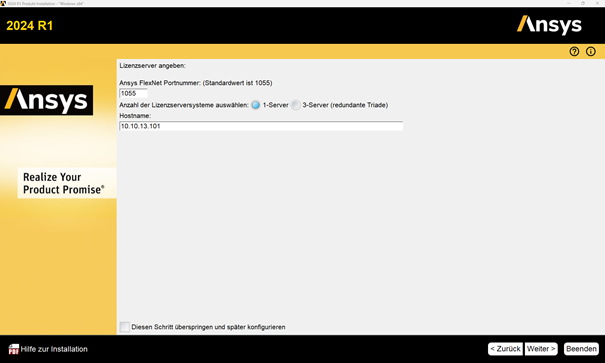 2024 R1 Product Installation - "Windows x64"
2024 R1
Ansys
Lizenzserver angeben:
Ansys FlexNet Portnummer: (Standardwert ist 1055)
1055
Ansys
Anzahl der Lizenzserversysteme auswählen: 1-Server 3-Server (redundante Triade)
Hostname:
10.10.13.101
Realize Your
Product Promise®
Diesen Schritt überspringen und später konfigurieren
PDF Hilfe zur Installation
< Zurück Weiter > Beenden